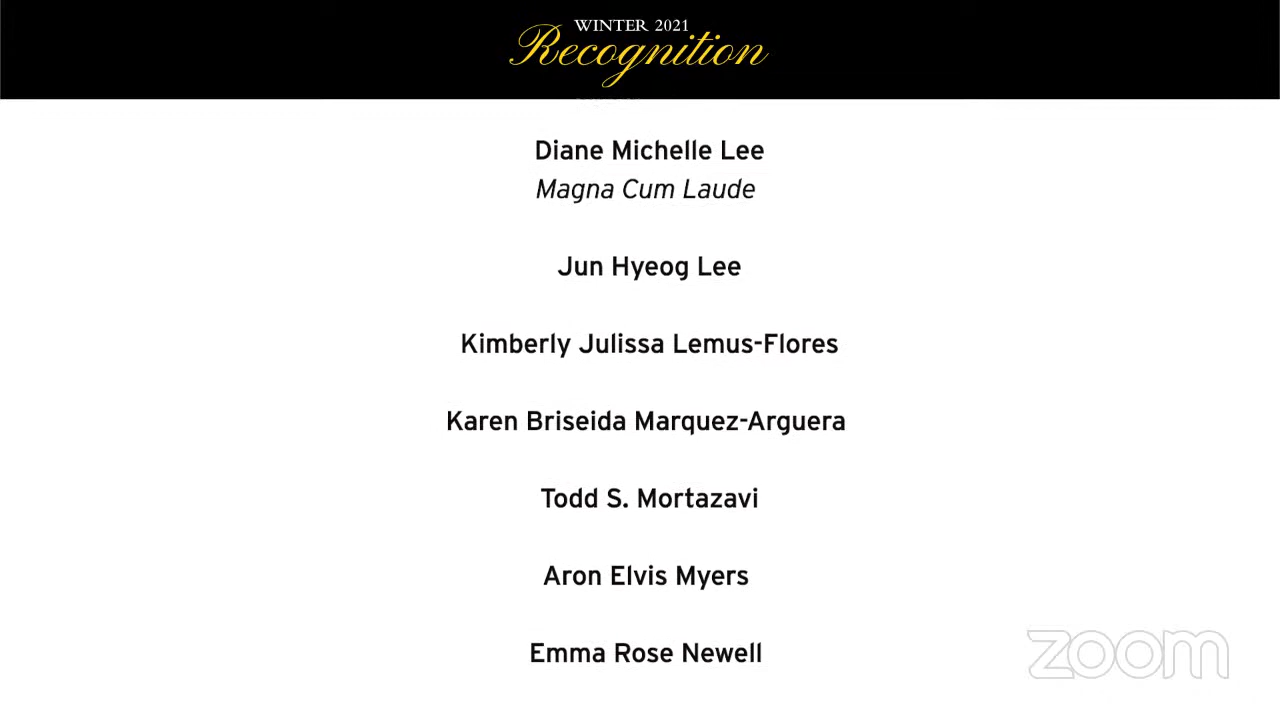 WINTER 2021
Recognition
Diane Michelle Lee
Magna Cum Laude
Jun Hyeog Lee
Kimberly Julissa Lemus-Flores
Karen Briseida Marquez-Arguera
Todd S. Mortazavi
Aron Elvis Myers
Emma Rose Newell
zoom